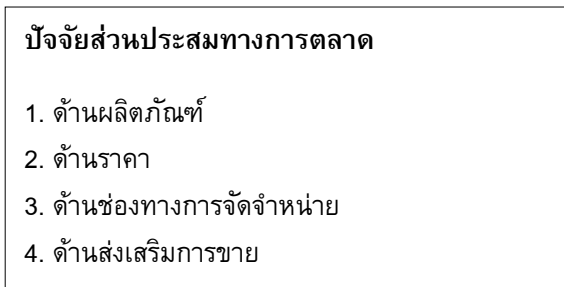 ปัจจัยส่วนประสมทางการตลาด
1. ด้านผลิตภัณฑ์
2. ด้านราคา
3. ด้านช่องทางการจัดจำหน่าย
4. ด้านส่งเสริมการขาย